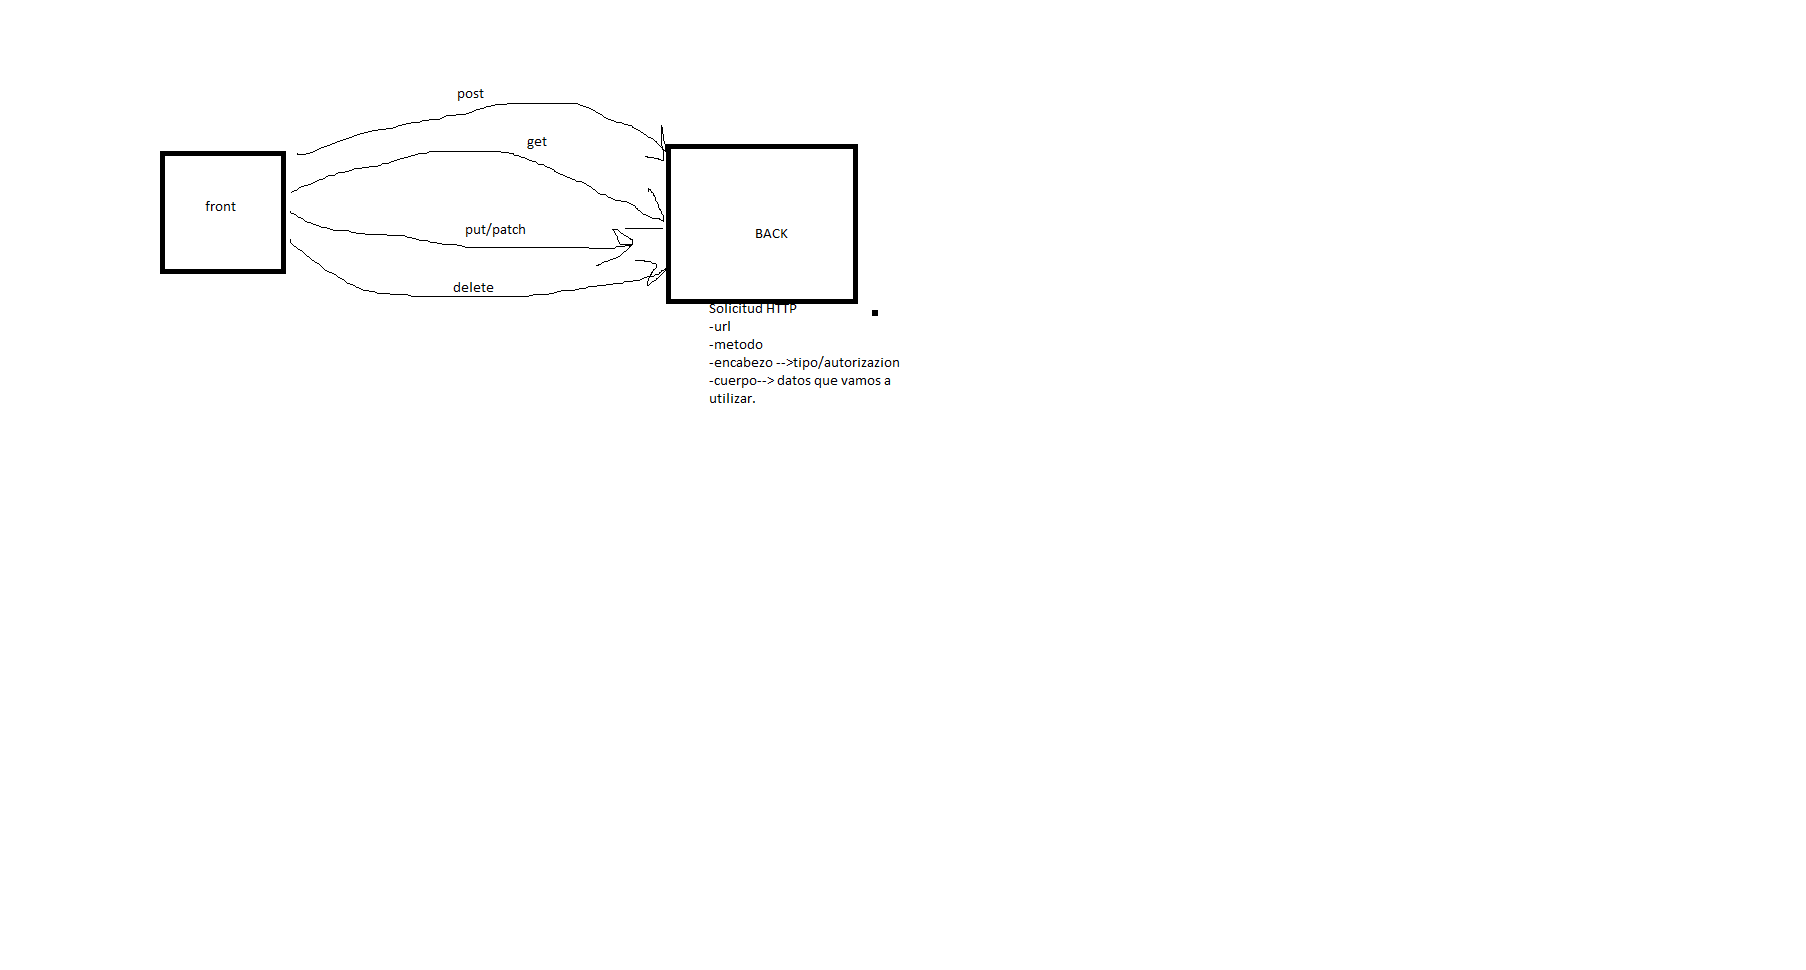 post
get
front
put/patch
BACK
delete
Solicitud HTTP
-url
-metodo
-encabezo -->tipo/autorizazion
-cuerpo--> datos que vamos a
utilizar.